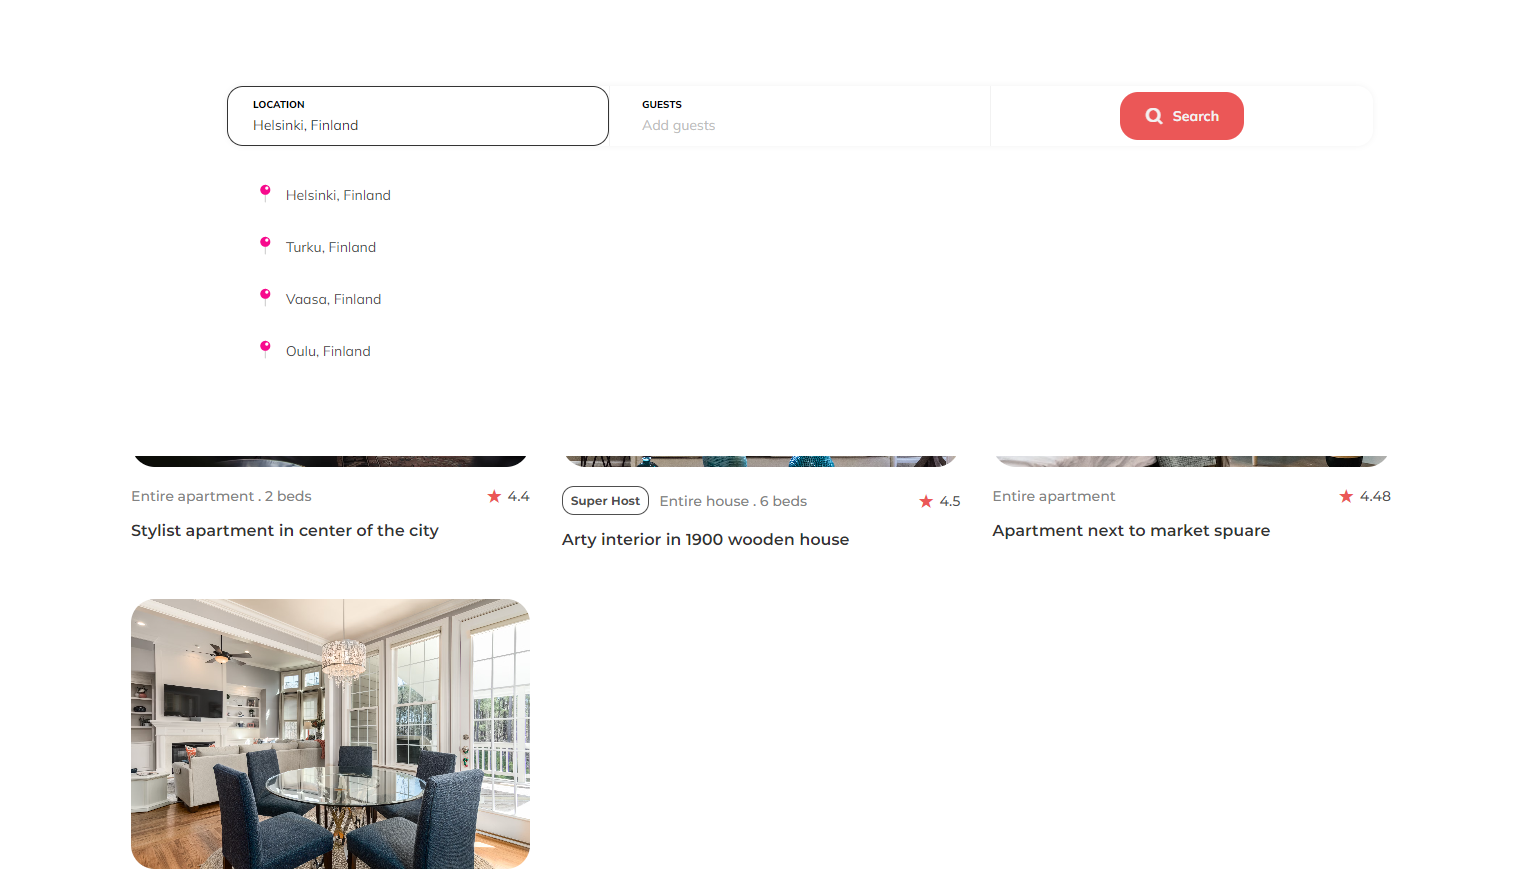 LOCATION
Helsinki, Finland
GUESTS
Add guests
Search
Helsinki, Finland
Turku, Finland
Vaasa, Finland
Oulu, Finland
Entire apartment . 2 beds
4.4
Stylist apartment in center of the city
Super Host
Entire house . 6 beds
4.5
Arty interior in 1900 wooden house
Entire apartment
4.48
Apartment next to market spuare